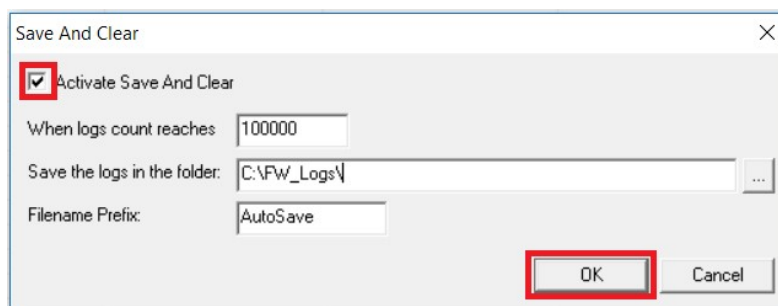 Save And Clear
Activate Save And Clear
When logs count reaches 100000
Save the logs in the folder: C:\FW_Logs\ ...
Filename Prefix: AutoSave
OK Cancel